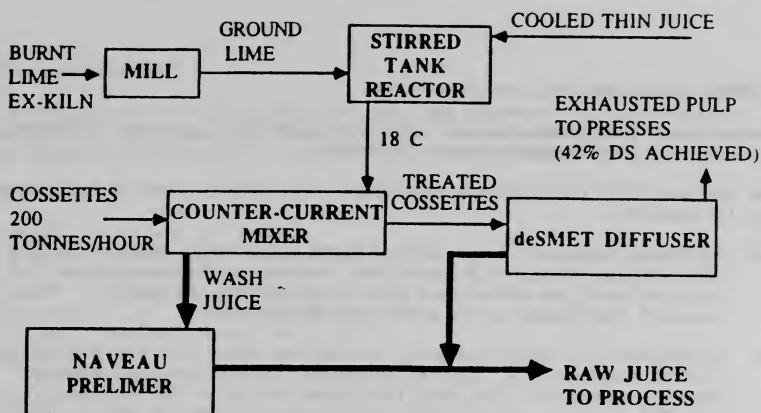 COOLED THIN JUICE
GROUND
LIME
STIRRED
TANK
REACTOR
BURNT
LIME
EX-KILN
MILL
EXHAUSTED PULP
TO PRESSES
(42% DS ACHIEVED)
18 C
COSSETTES
200
TONNES/HOUR
COUNTER-CURRENT
MIXER
TREATED
COSSETTES
deSMET DIFFUSER
WASH
JUICE
NAVEAU
PRELIMER
RAW JUICE
TO PROCESS